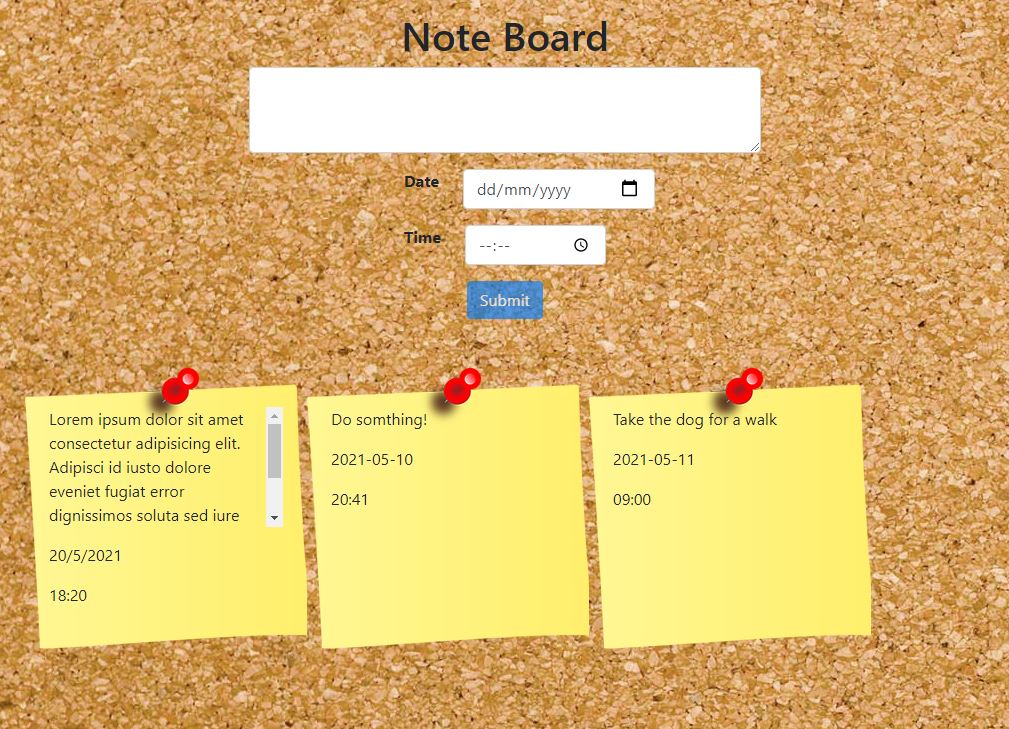 Note Board
Date
dd/mm/yyyy
Time
--:--
Submit
Lorem ipsum dolor sit amet
consectetur adipisicing elit.
Adipisci id iusto dolore
eveniet fugiat error
dignissimos soluta sed iure
20/5/2021
18:20
Do somthing!
2021-05-10
20:41
Take the dog for a walk
2021-05-11
09:00